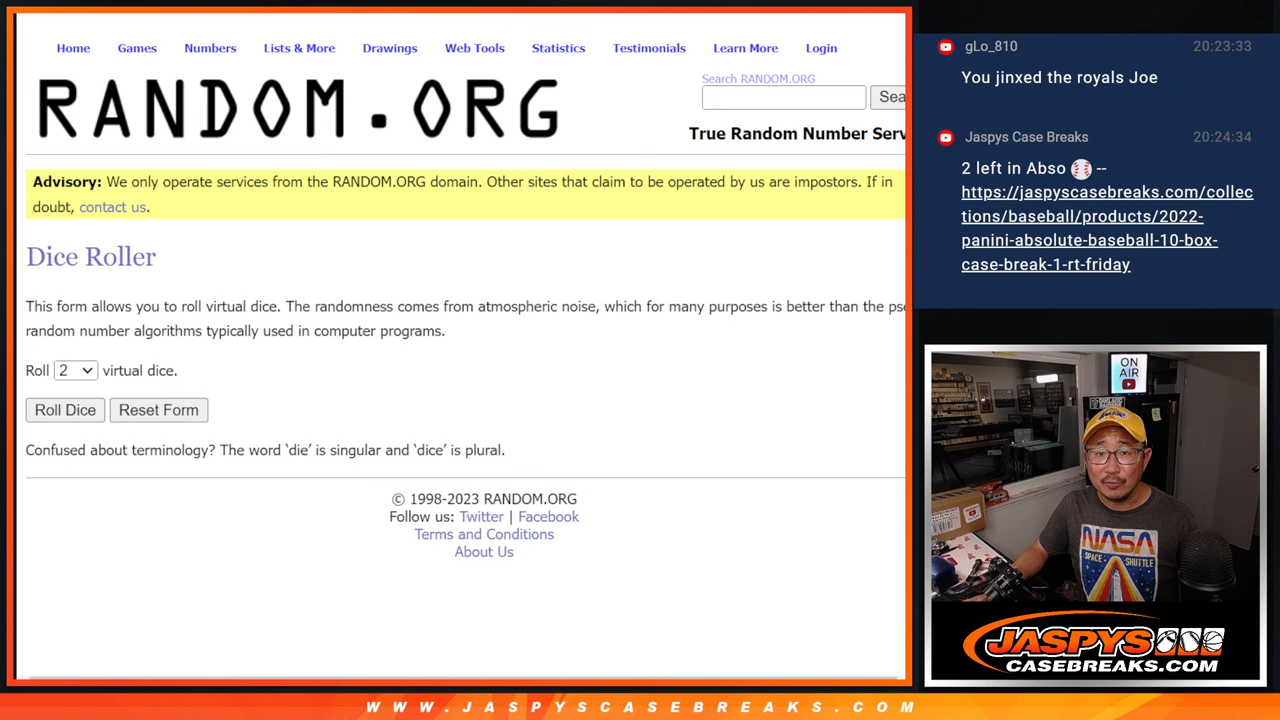 Home Games Numbers Lists & More Drawings Web Tools Statistics Testimonials Learn More Login
RANDOM.ORG
Search RANDOM.ORG
Sea
True Random Number Serv
Advisory: We only operate services from the RANDOM.ORG domain. Other sites that claim to be operated by us are impostors. If in
doubt, contact us.
Dice Roller
This form allows you to roll virtual dice. The randomness comes from atmospheric noise, which for many purposes is better than the pse
random number algorithms typically used in computer programs.
Roll 2 virtual dice.
Roll Dice Reset Form
Confused about terminology? The word ‘die’ is singular and ‘dice’ is plural.
© 1998-2023 RANDOM.ORG
Follow us: Twitter | Facebook
Terms and Conditions
About Us
gLo_810 20:23:33
You jinxed the royals Joe
Jaspys Case Breaks 20:24:34
2 left in Abso ⚾ --
https://jaspyscasebreaks.com/collec
tions/baseball/products/2022-
panini-absolute-baseball-10-box-
case-break-1-rt-friday
ON
AIR
NASA
SPACE SHUTTLE
JASPYS
CASEBREAKS.COM
WWW.JASPYSCASEBREAKS.COM